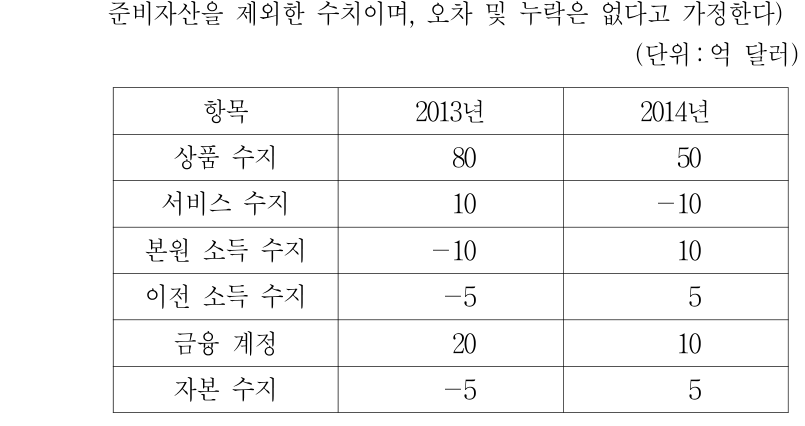 준비자산을 제외한 수치이며, 오차 및 누락은 없다고 가정한다)
(단위 : 억 달러)
항목 2013년 2014년
상품 수지 80 50
서비스 수지 10 −10
본원 소득 수지 −10 10
이전 소득 수지 −5 5
금융 계정 20 10
자본 수지 −5 5